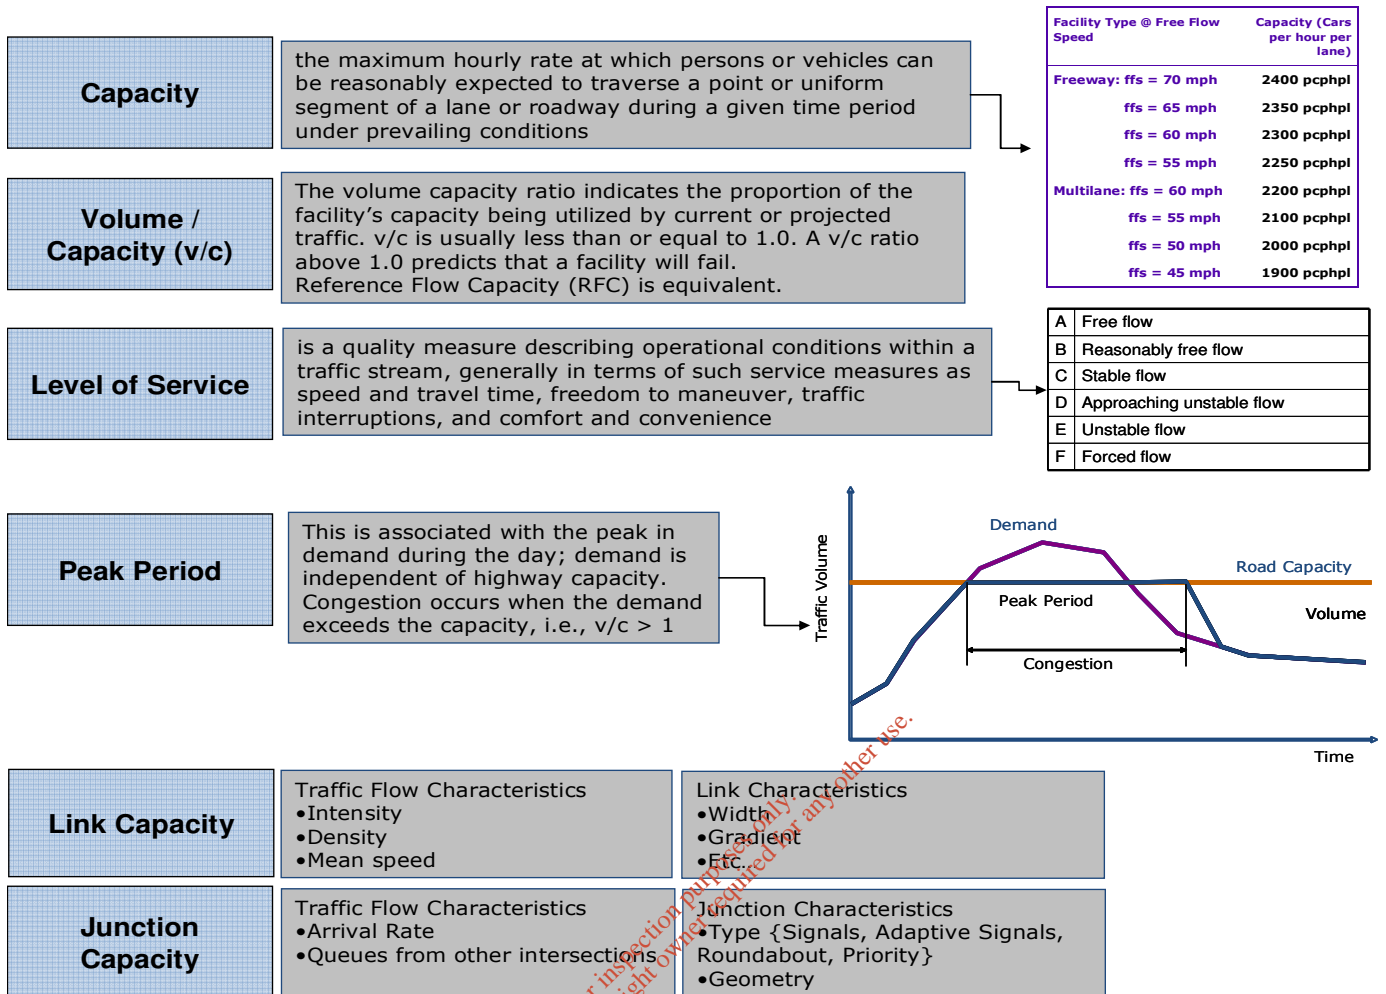 Capacity
the maximum hourly rate at which persons or vehicles can
be reasonably expected to traverse a point or uniform
segment of a lane or roadway during a given time period
under prevailing conditions
Facility Type @ Free Flow Speed
Capacity (Cars per hour per lane)
Freeway: ffs = 70 mph 2400 pcphpl
ffs = 65 mph 2350 pcphpl
ffs = 60 mph 2300 pcphpl
ffs = 55 mph 2250 pcphpl
Multilane: ffs = 60 mph 2200 pcphpl
ffs = 55 mph 2100 pcphpl
ffs = 50 mph 2000 pcphpl
ffs = 45 mph 1900 pcphpl
Volume /
Capacity (v/c)
The volume capacity ratio indicates the proportion of the
facility’s capacity being utilized by current or projected
traffic. v/c is usually less than or equal to 1.0. A v/c ratio
above 1.0 predicts that a facility will fail.
Reference Flow Capacity (RFC) is equivalent.
Level of Service
is a quality measure describing operational conditions within a
traffic stream, generally in terms of such service measures as
speed and travel time, freedom to maneuver, traffic
interruptions, and comfort and convenience
A Free flow
B Reasonably free flow
C Stable flow
D Approaching unstable flow
E Unstable flow
F Forced flow
Peak Period
This is associated with the peak in
demand during the day; demand is
independent of highway capacity.
Congestion occurs when the demand
exceeds the capacity, i.e., v/c > 1
Traffic Volume
Demand
Road Capacity
Peak Period
Volume
Congestion
Time
Link Capacity
Traffic Flow Characteristics
•Intensity
•Density
•Mean speed
Link Characteristics
•Width
•Gradient
•Etc…
Junction
Capacity
Traffic Flow Characteristics
•Arrival Rate
•Queues from other intersections
Junction Characteristics
•Type {Signals, Adaptive Signals,
Roundabout, Priority}
•Geometry
inspection purposes only.
owner required for any other use.